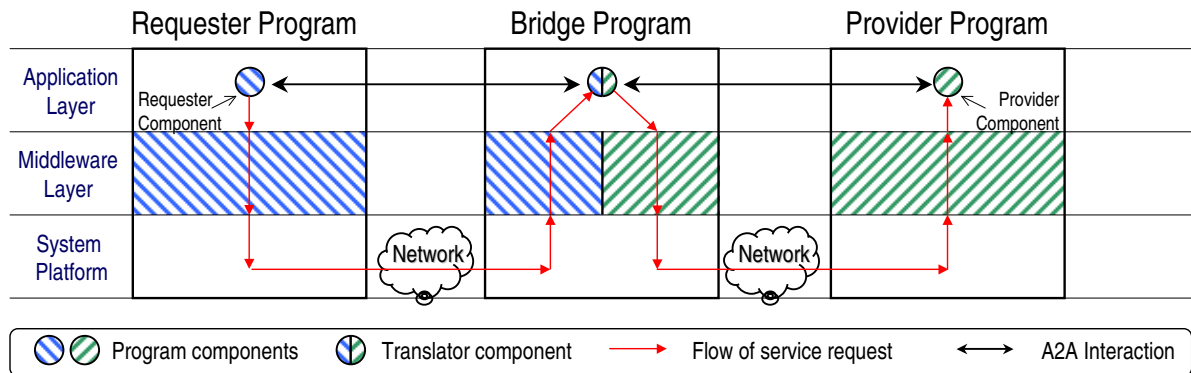 Requester Program
Bridge Program
Provider Program
Application
Layer
Requester
Component
Provider
Component
Middleware
Layer
System
Platform
Network
Network
Program components
Translator component
Flow of service request
A2A Interaction